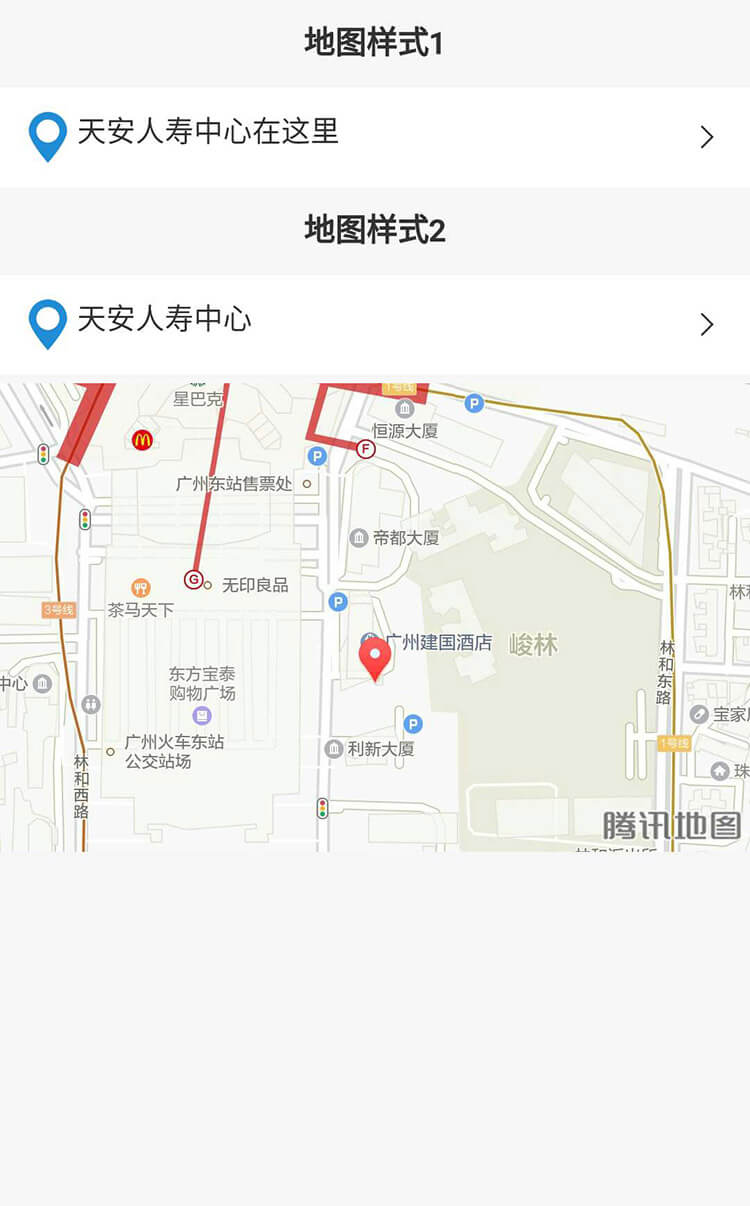 地图样式1
天安人寿中心在这里
地图样式2
天安人寿中心
1号线
星巴克
P
恒源大厦
F
P
广州东站售票处
帝都大厦
G
无印良品
茶马天下
3号线
P
林和
广州建国酒店
峻林
林和东路
中心
东方宝泰
购物广场
P
宝家
广州火车东站
公交站场
利新大厦
1号线
珠
林和西路
腾讯地图